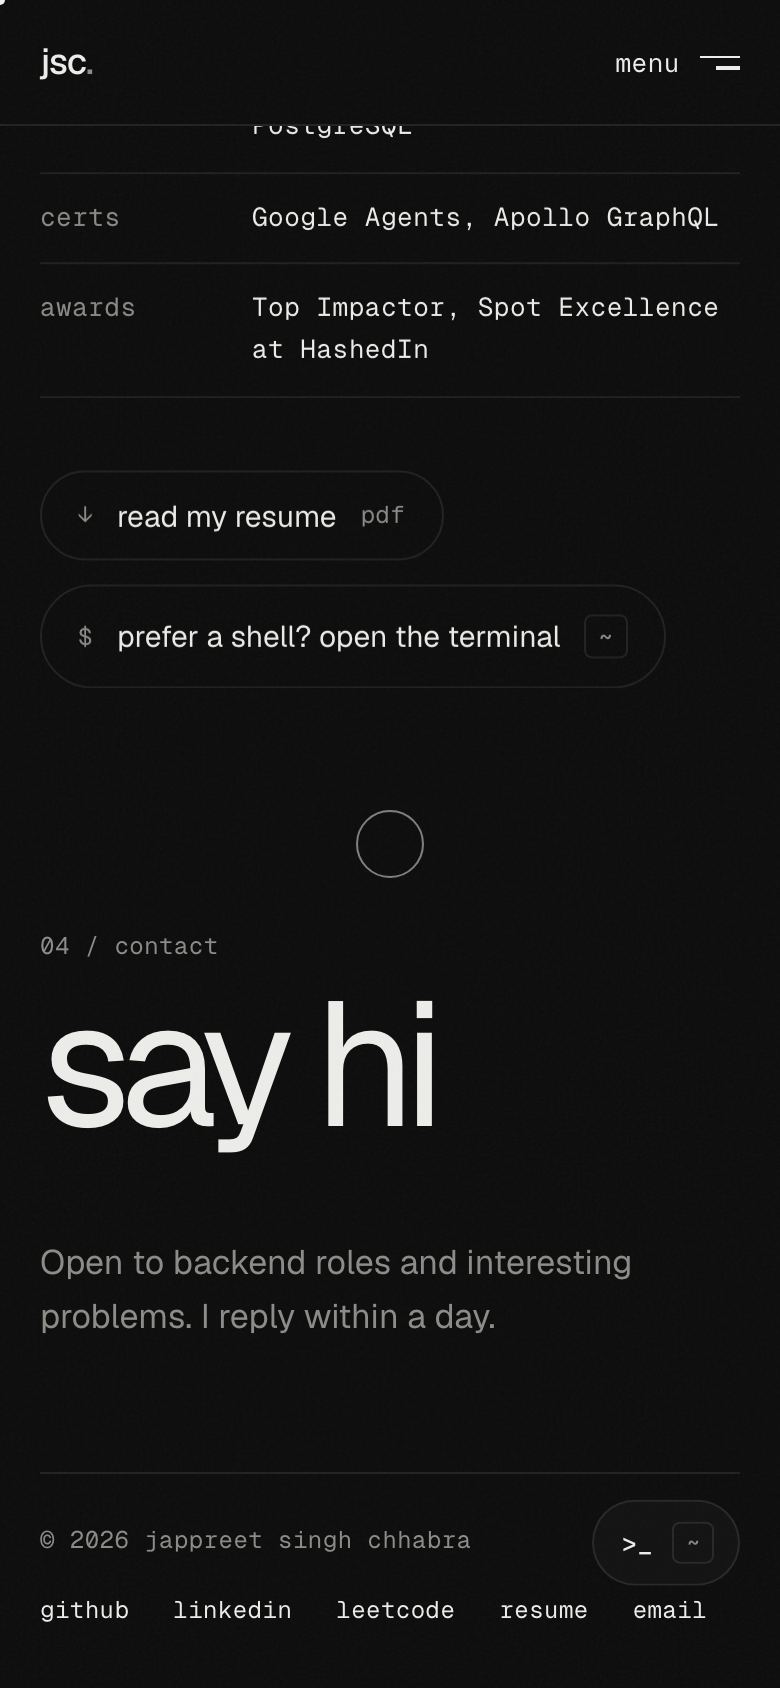 jsc.
menu
PostgreSQL
certs Google Agents, Apollo GraphQL
awards Top Impactor, Spot Excellence
at HashedIn
↓ read my resume pdf
$ prefer a shell? open the terminal ~
04 / contact
say hi
Open to backend roles and interesting
problems. I reply within a day.
© 2026 jappreet singh chhabra
>_ ~
github linkedin leetcode resume email